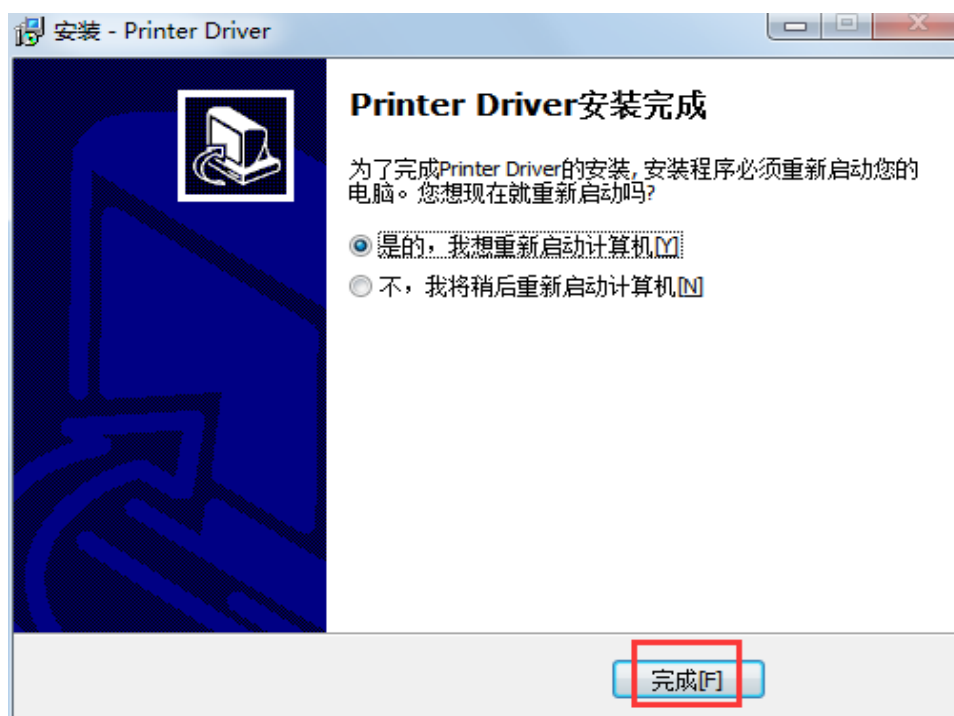 安装 - Printer Driver
Printer Driver安装完成
为了完成Printer Driver的安装, 安装程序必须重新启动您的
电脑。您想现在就重新启动吗?
是的，我想重新启动计算机[Y]
不，我将稍后重新启动计算机[N]
完成[F]